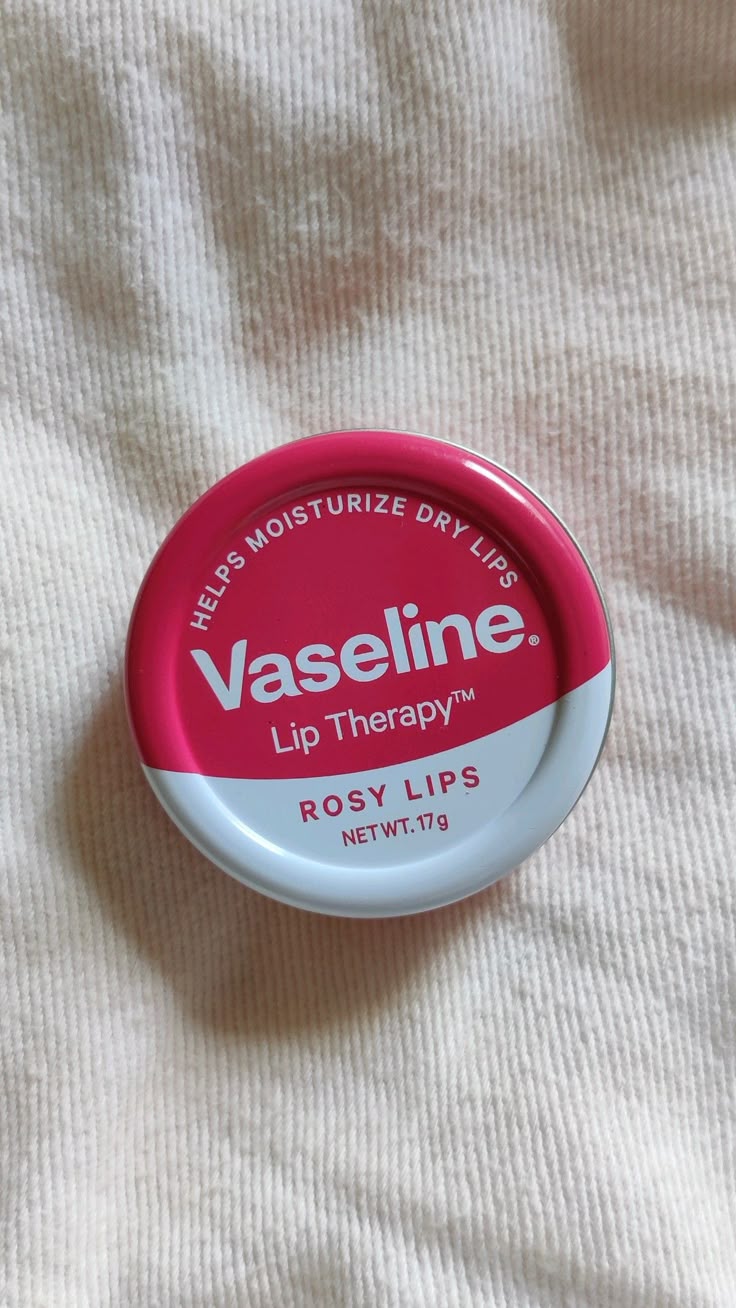 HELPS MOISTURIZE DRY LIPS
Vaseline®
Lip Therapy™
ROSY LIPS
NET WT. 17g